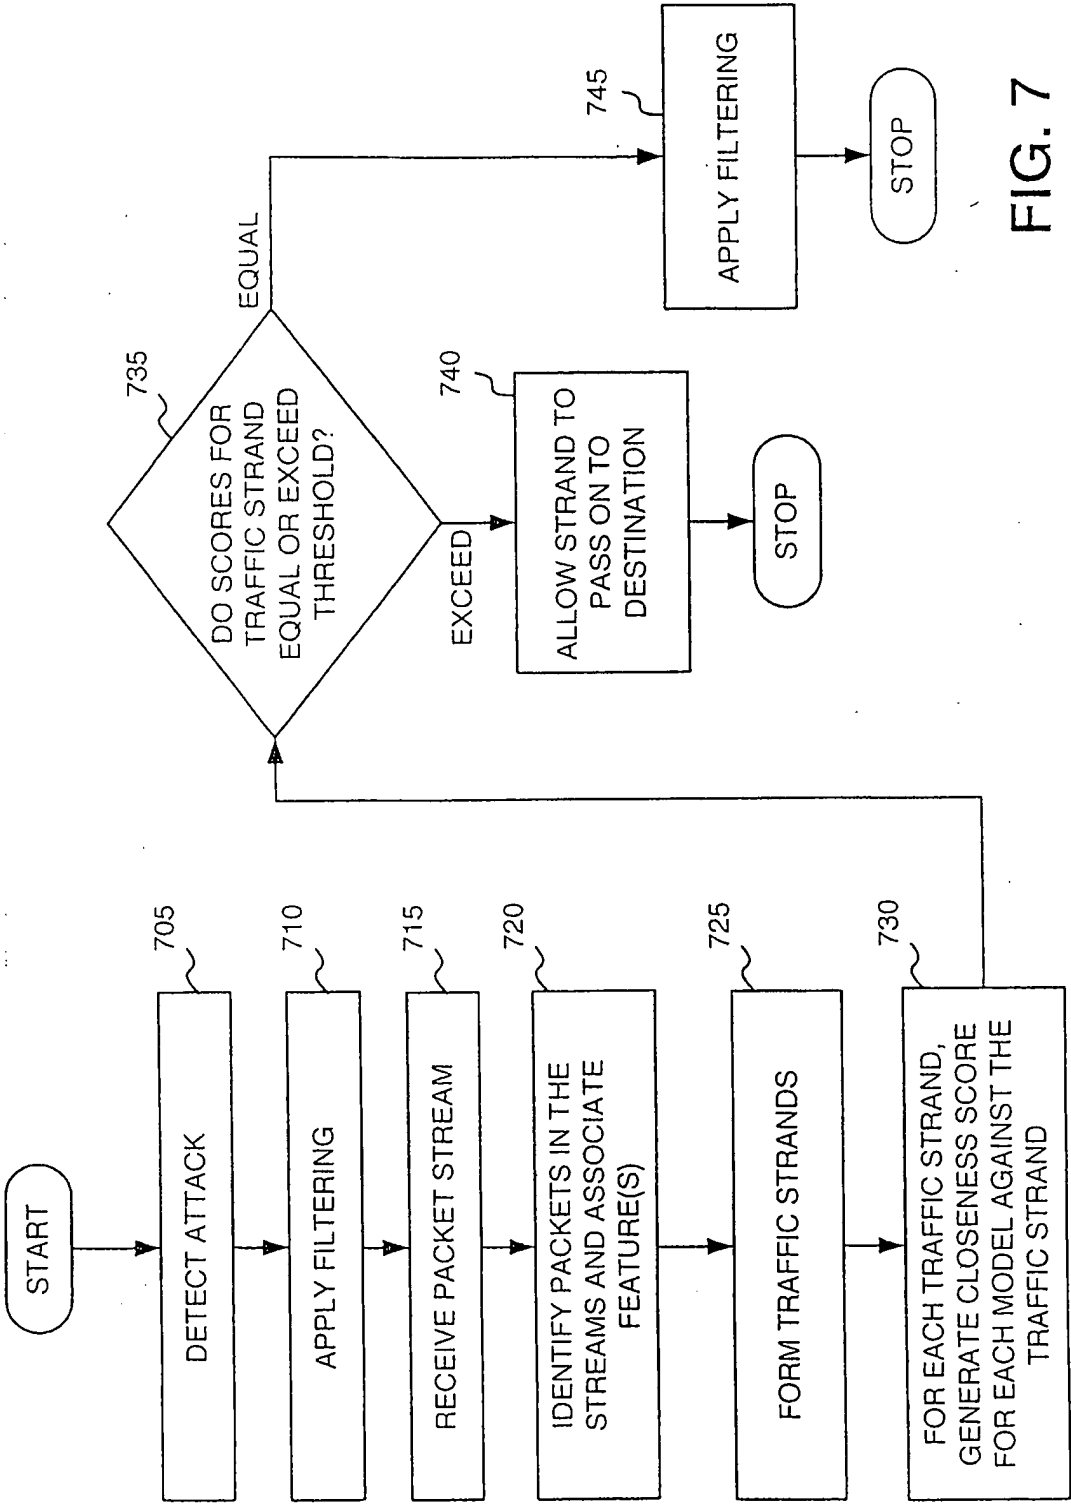 START
DETECT ATTACK
705
APPLY FILTERING
710
RECEIVE PACKET STREAM
715
IDENTIFY PACKETS IN THE
STREAMS AND ASSOCIATE
FEATURE(S)
720
FORM TRAFFIC STRANDS
725
FOR EACH TRAFFIC STRAND,
GENERATE CLOSENESS SCORE
FOR EACH MODEL AGAINST THE
TRAFFIC STRAND
730
DO SCORES FOR
TRAFFIC STRAND
EQUAL OR EXCEED
THRESHOLD?
735
EXCEED
EQUAL
ALLOW STRAND TO
PASS ON TO
DESTINATION
740
STOP
APPLY FILTERING
745
STOP
FIG. 7